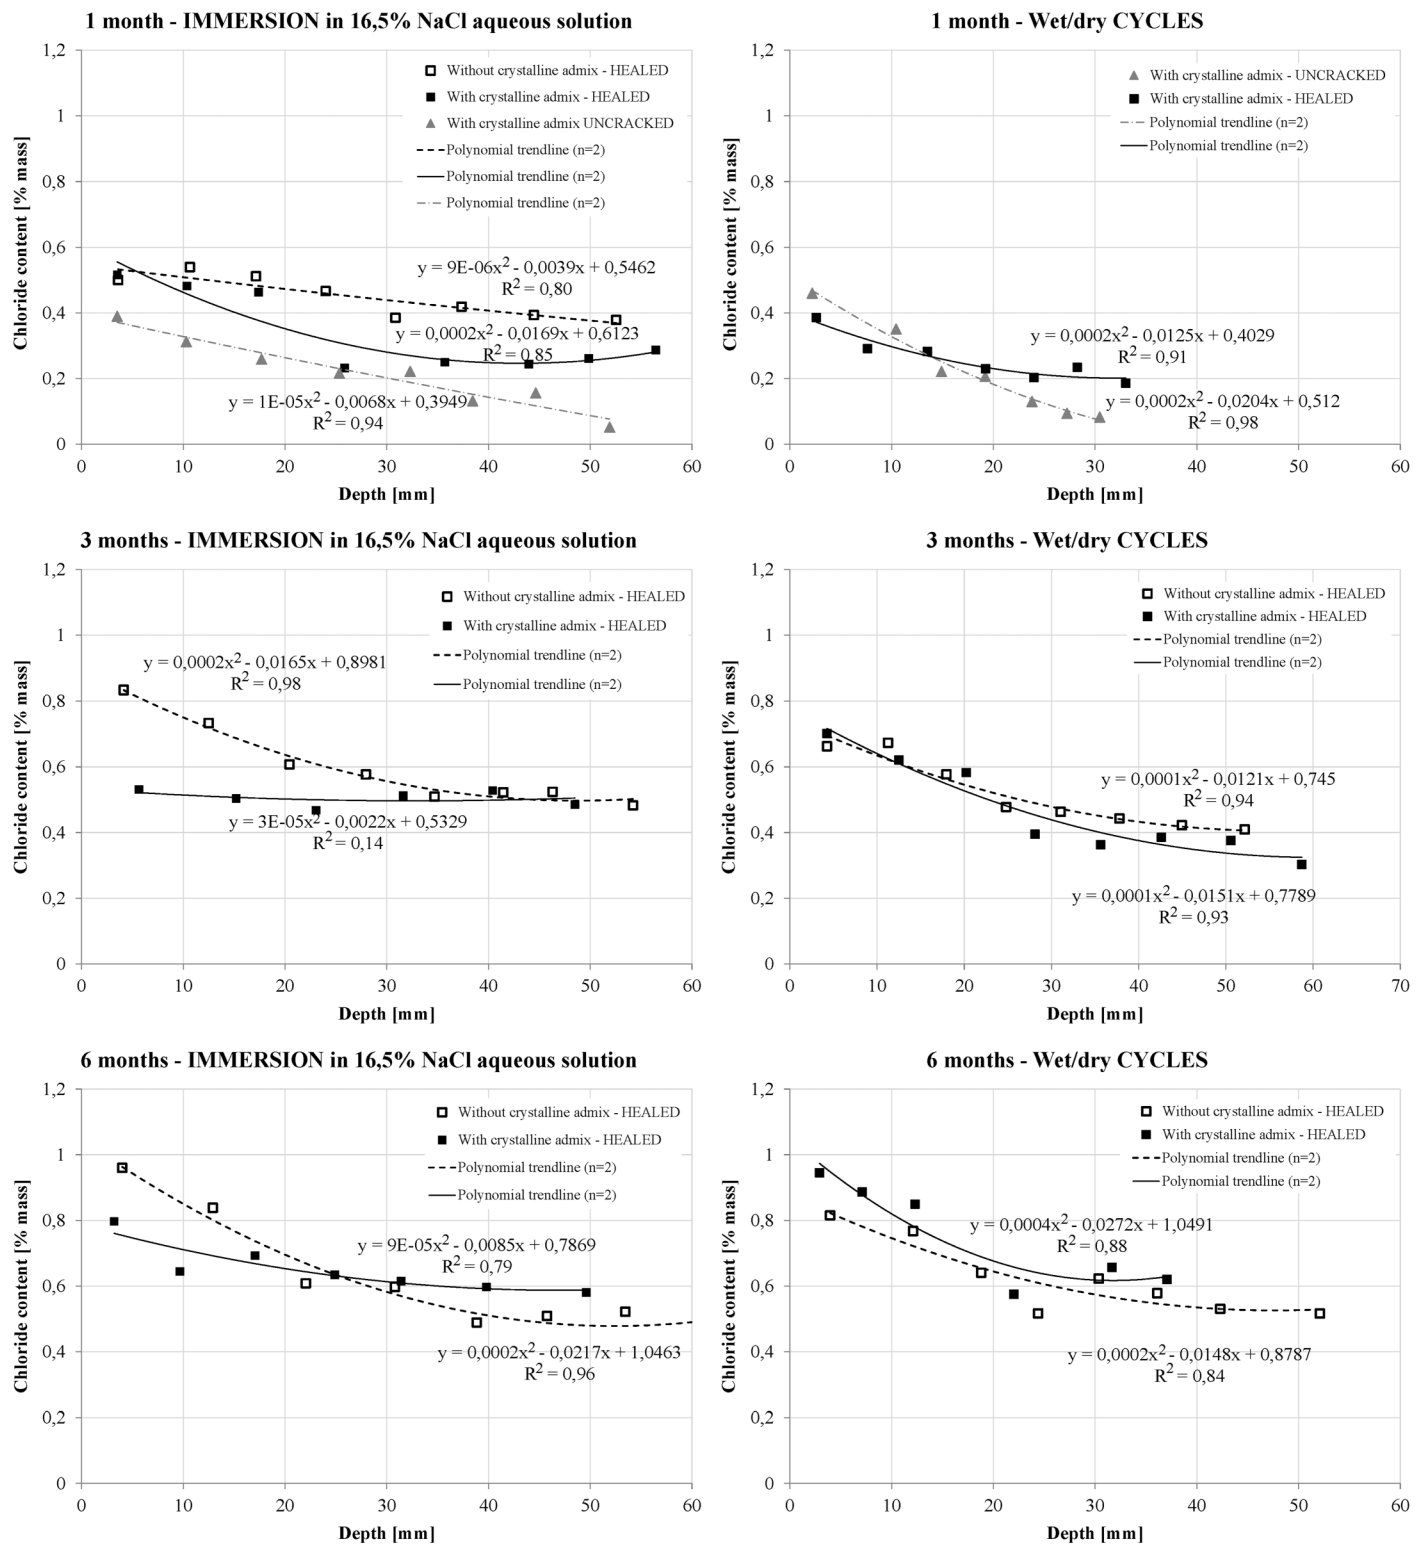 1 month - IMMERSION in 16,5% NaCl aqueous solution
Chloride content [% mass]
1,2
1
0,8
0,6
0,4
0,2
0
Without crystalline admix - HEALED
With crystalline admix - HEALED
With crystalline admix UNCRACKED
Polynomial trendline (n=2)
Polynomial trendline (n=2)
Polynomial trendline (n=2)
y = 9E-06x² - 0,0039x + 0,5462
R² = 0,80
y = 0,0002x² - 0,0169x + 0,6123
R² = 0,85
y = 1E-05x² - 0,0068x + 0,3949
R² = 0,94
0 10 20 30 40 50 60
Depth [mm]
1 month - Wet/dry CYCLES
Chloride content [% mass]
1,2
1
0,8
0,6
0,4
0,2
0
With crystalline admix - UNCRACKED
With crystalline admix - HEALED
Polynomial trendline (n=2)
Polynomial trendline (n=2)
y = 0,0002x² - 0,0125x + 0,4029
R² = 0,91
y = 0,0002x² - 0,0204x + 0,512
R² = 0,98
0 10 20 30 40 50 60
Depth [mm]
3 months - IMMERSION in 16,5% NaCl aqueous solution
Chloride content [% mass]
1,2
1
0,8
0,6
0,4
0,2
0
Without crystalline admix - HEALED
With crystalline admix - HEALED
Polynomial trendline (n=2)
Polynomial trendline (n=2)
y = 0,0002x² - 0,0165x + 0,8981
R² = 0,98
y = 3E-05x² - 0,0022x + 0,5329
R² = 0,14
0 10 20 30 40 50 60
Depth [mm]
3 months - Wet/dry CYCLES
Chloride content [% mass]
1,2
1
0,8
0,6
0,4
0,2
0
Without crystalline admix - HEALED
With crystalline admix - HEALED
Polynomial trendline (n=2)
Polynomial trendline (n=2)
y = 0,0001x² - 0,0121x + 0,745
R² = 0,94
y = 0,0001x² - 0,0151x + 0,7789
R² = 0,93
0 10 20 30 40 50 60 70
Depth [mm]
6 months - IMMERSION in 16,5% NaCl aqueous solution
Chloride content [% mass]
1,2
1
0,8
0,6
0,4
0,2
0
Without crystalline admix - HEALED
With crystalline admix - HEALED
Polynomial trendline (n=2)
Polynomial trendline (n=2)
y = 9E-05x² - 0,0085x + 0,7869
R² = 0,79
y = 0,0002x² - 0,0217x + 1,0463
R² = 0,96
0 10 20 30 40 50 60
Depth [mm]
6 months - Wet/dry CYCLES
Chloride content [% mass]
1,2
1
0,8
0,6
0,4
0,2
0
Without crystalline admix - HEALED
With crystalline admix - HEALED
Polynomial trendline (n=2)
Polynomial trendline (n=2)
y = 0,0004x² - 0,0272x + 1,0491
R² = 0,88
y = 0,0002x² - 0,0148x + 0,8787
R² = 0,84
0 10 20 30 40 50 60
Depth [mm]